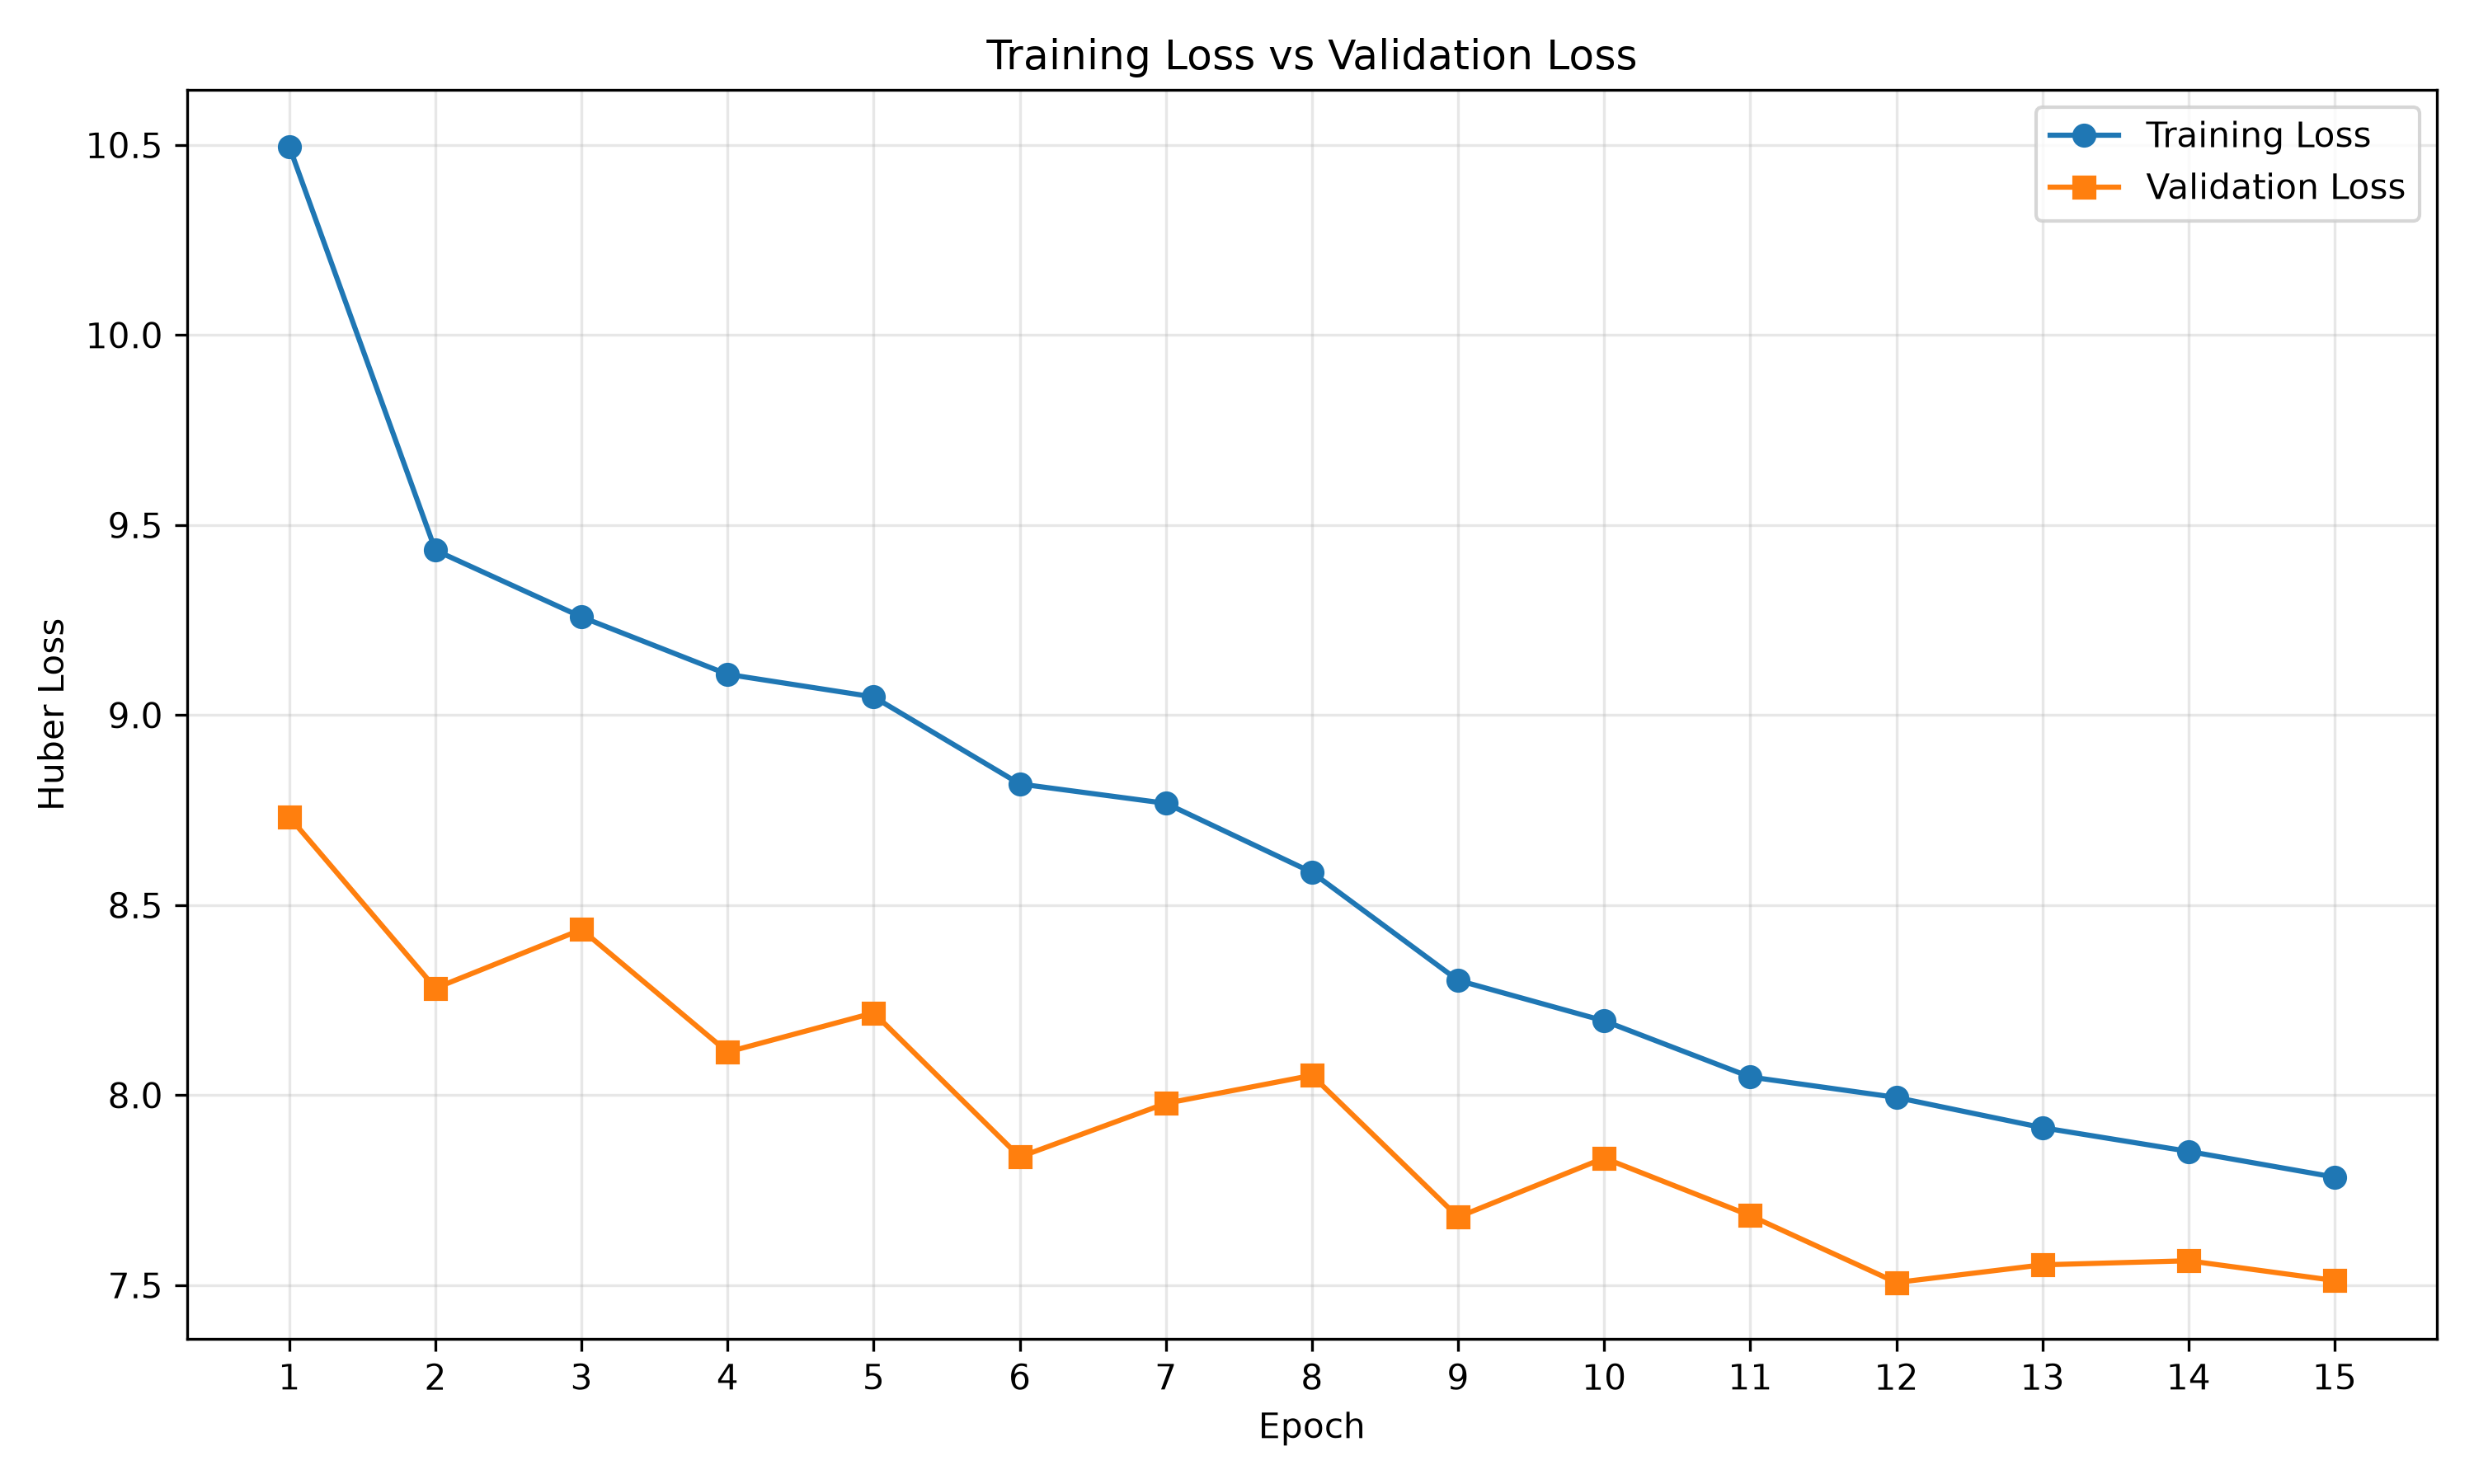 Training Loss vs Validation Loss
Training Loss
Validation Loss
10.5
10.0
9.5
9.0
8.5
8.0
7.5
Huber Loss
1 2 3 4 5 6 7 8 9 10 11 12 13 14 15
Epoch